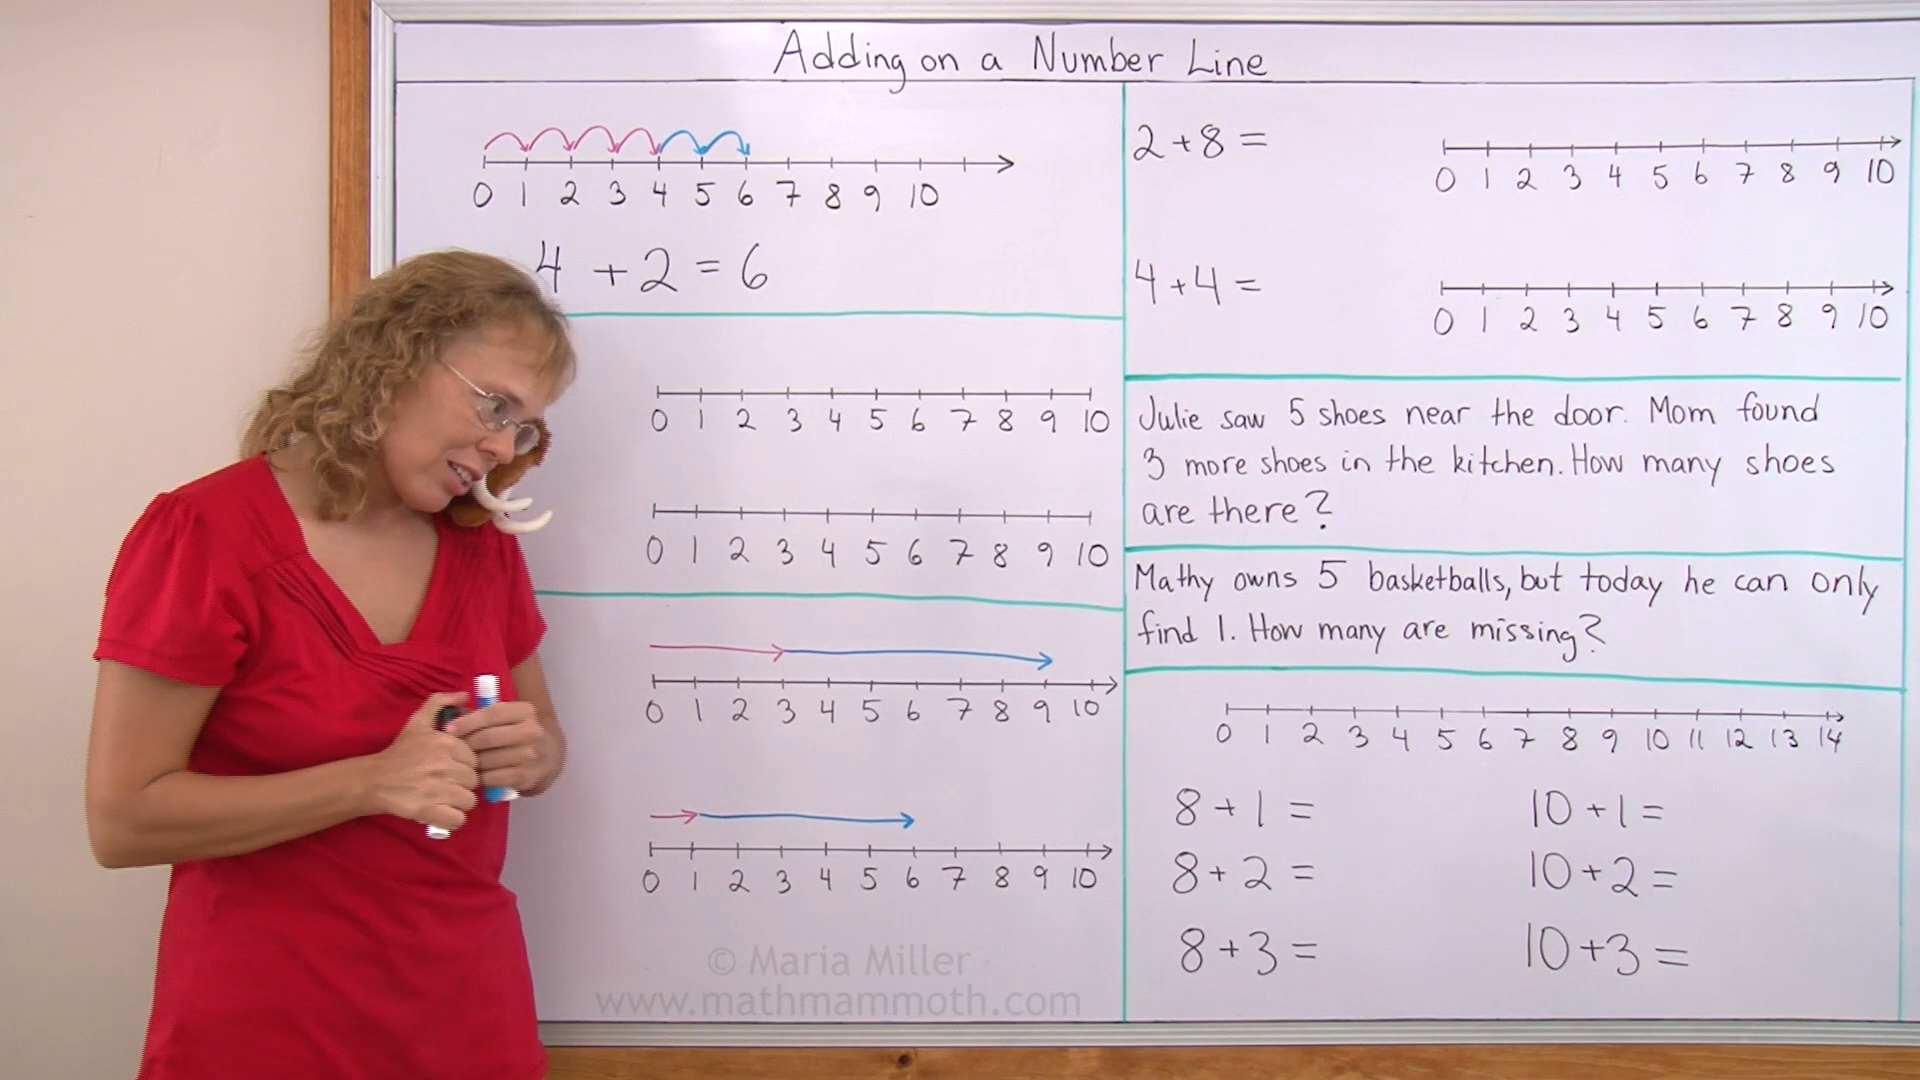 Adding on a Number Line
0 1 2 3 4 5 6 7 8 9 10
4 + 2 = 6
0 1 2 3 4 5 6 7 8 9 10
0 1 2 3 4 5 6 7 8 9 10
0 1 2 3 4 5 6 7 8 9 10
0 1 2 3 4 5 6 7 8 9 10
© Maria Miller
www.mathmammoth.com
2 + 8 =
0 1 2 3 4 5 6 7 8 9 10
4 + 4 =
0 1 2 3 4 5 6 7 8 9 10
Julie saw 5 shoes near the door. Mom found
3 more shoes in the kitchen. How many shoes
are there?
Mathy owns 5 basketballs, but today he can only
find 1. How many are missing?
0 1 2 3 4 5 6 7 8 9 10 11 12 13 14
8 + 1 = 10 + 1 =
8 + 2 = 10 + 2 =
8 + 3 = 10 + 3 =